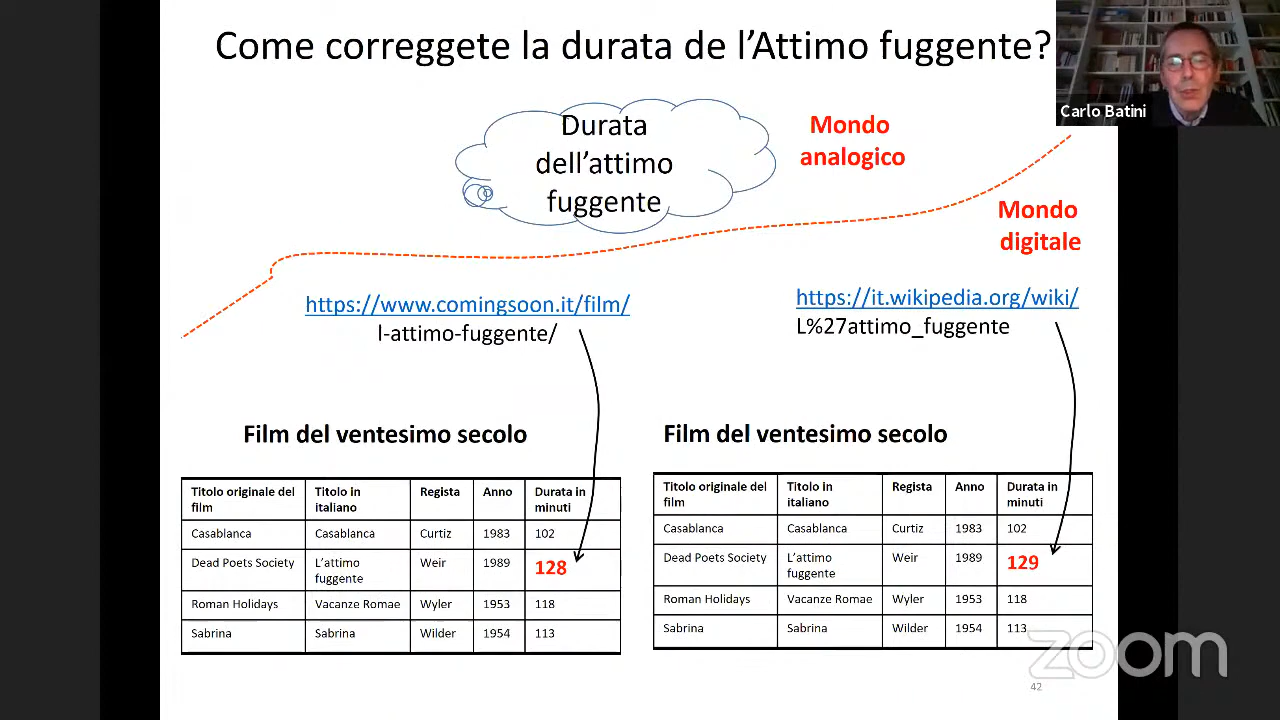 Come correggete la durata de l'Attimo fuggente?
Carlo Batini
Durata
dell'attimo
fuggente
Mondo
analogico
Mondo
digitale
https://www.comingsoon.it/film/
l-attimo-fuggente/
https://it.wikipedia.org/wiki/
L%27attimo_fuggente
Film del ventesimo secolo
Titolo originale del film Titolo in italiano Regista Anno Durata in minuti
Casablanca Casablanca Curtiz 1983 102
Dead Poets Society L'attimo fuggente Weir 1989 128
Roman Holidays Vacanze Romae Wyler 1953 118
Sabrina Sabrina Wilder 1954 113
Film del ventesimo secolo
Titolo originale del film Titolo in italiano Regista Anno Durata in minuti
Casablanca Casablanca Curtiz 1983 102
Dead Poets Society L'attimo fuggente Weir 1989 129
Roman Holidays Vacanze Romae Wyler 1953 118
Sabrina Sabrina Wilder 1954 113
zoom
42